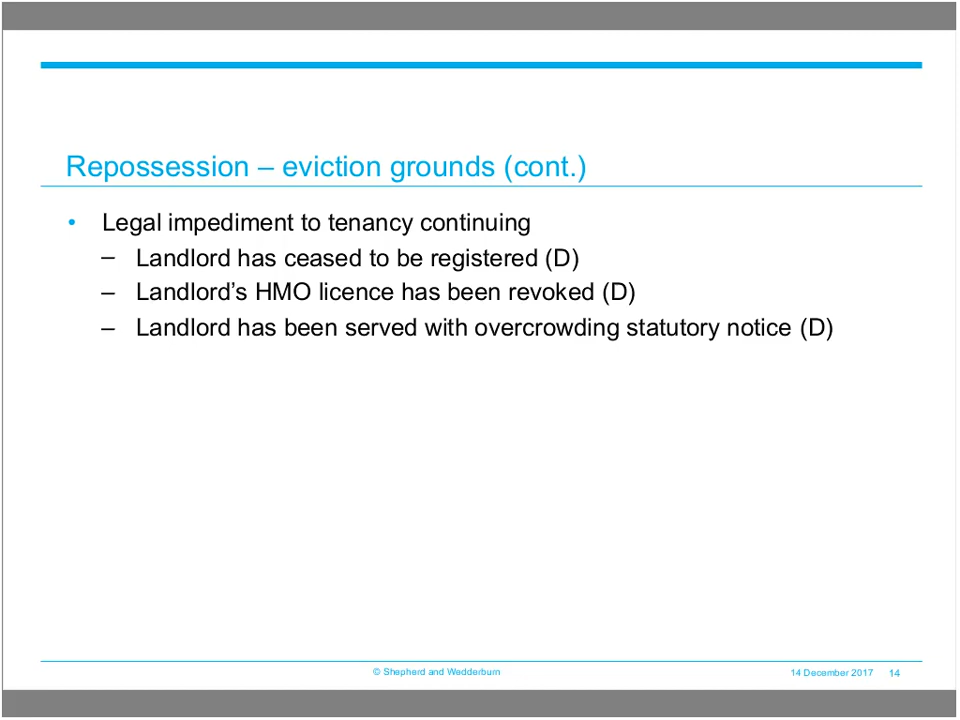 Repossession – eviction grounds (cont.)
• Legal impediment to tenancy continuing
– Landlord has ceased to be registered (D)
– Landlord’s HMO licence has been revoked (D)
– Landlord has been served with overcrowding statutory notice (D)
© Shepherd and Wedderburn
14 December 2017 14